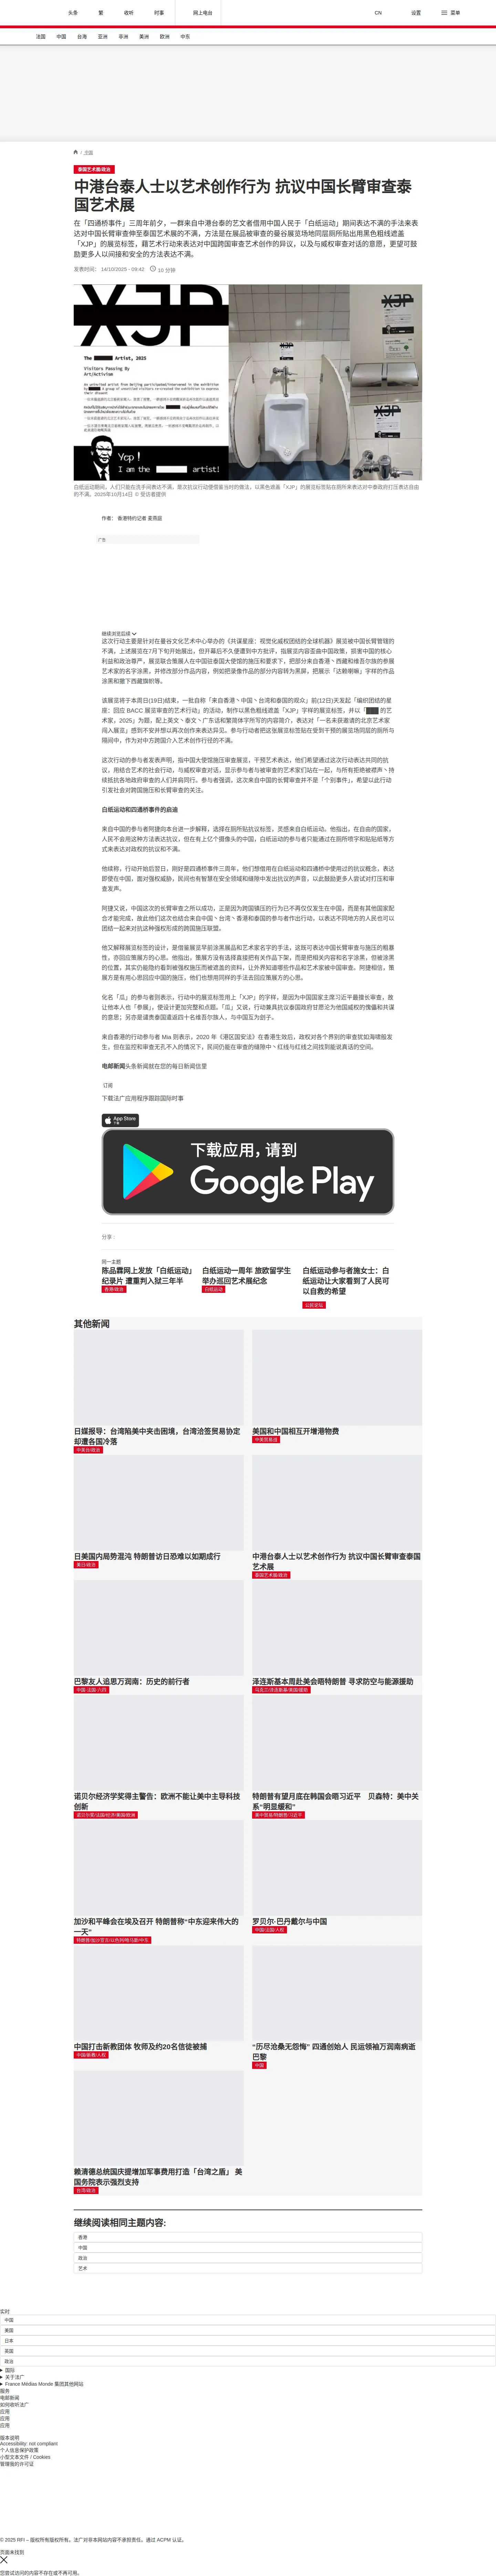 头条
繁
收听
时事
网上电台
CN
设置
菜单
法国
中国
台海
亚洲
非洲
美洲
欧洲
中东
/ 中国
泰国艺术展/政治
中港台泰人士以艺术创作行为 抗议中国长臂审查泰
国艺术展
在「四通桥事件」三周年前夕,一群来自中港台泰的艺文者借用中国人民于「白纸运动」期间表达不满的手法来表
达对中国长臂审查伸至泰国艺术展的不满,方法是在展品被审查的曼谷展览场地同层厕所贴出用黑色粗线遮盖
「XJP」的展览标签,藉艺术行动来表达对中国跨国审查艺术创作的异议,以及与威权审查对话的意愿,更望可鼓
励更多人以间接和安全的方法表达不满。
发表时间: 14/10/2025 - 09:42
10 分钟
XJP
The Artist, 2025
Visitors Passing By
Art/Activism
Yap!
I am the artist!
XJP
XJP
白纸运动期间,人们只能在洗手间表达不满。是次抗议行动便借鉴当时的做法,以黑色遮盖「XJP」的展览标签帖在厕所来表达对中泰政府打压表达自由
的不满。2025年10月14日 © 受访者提供
作者: 香港特约记者 麦燕庭
广告
继续浏览后续
这次行动主要是针对在曼谷文化艺术中心举办的《共谋星座:视觉化威权团结的全球机器》展览被中国长臂管辖的
不满,上述展览在7月下旬开始展出,但开幕后不久便遭到中方批评,指展览内容歪曲中国政策,损害中国的核心
利益和政治尊严,展览联合策展人在中国驻泰国大使馆的施压和要求下,把部分来自香港丶西藏和维吾尔族的参展
艺术家的名字涂黑,并修改部分作品内容,例如把录像作品的部分内容转为黑屏,把展示「达赖喇嘛」字样的作品
涂黑和撤下西藏旗帜等。
该展览将于本周日(19日)结束,一批自称「来自香港丶中国丶台湾和泰国的观众」前(12日)天发起「编织团结的星
座:回应 BACC 展览审查的艺术行动」的活动,制作以黑色粗线遮盖「XJP」字样的展览标签,并以「███ 的艺
术家,2025」为题,配上英文丶泰文丶广东话和繁简体字所写的内容简介,表达对「一名未获邀请的北京艺术家
闯入展览」感到不安并想以再次创作来表达异见。参与行动者把这张展览标签贴在受到干预的展览场同层的厕所与
隔间中,作为对中方跨国介入艺术创作行径的不满。
这次行动的参与者发表声明,指中国大使馆施压审查展览,干预艺术表达,他们希望通过这次行动表达共同的抗
议,用结合艺术的社会行动,与威权审查对话,显示参与者与被审查的艺术家们站在一起,与所有拒绝被襟声丶持
续抵抗各地政府审查的人们并肩同行。参与者强调,这次来自中国的长臂审查并不是「个别事件」,希望以此行动
引发社会对跨国施压和长臂审查的关注。
白纸运动和四通桥事件的启迪
来自中国的参与者阿捷向本台进一步解释,选择在厕所贴抗议标签,灵感来自白纸运动。他指出,在自由的国家,
人民不会用这种方法表达抗议,但在有上亿个摄像头的中国,白纸运动的参与者只能通过在厕所喷字和贴贴纸等方
式来表达对政权的抗议和不满。
他续称,行动开始后翌日,刚好是四通桥事件三周年,他们想借用在白纸运动和四通桥中使用过的抗议概念,表达
即使在中国,面对强权威胁,民间也有智慧在安全领域和缝隙中发出抗议的声音,以此鼓励更多人尝试对打压和审
查发声。
阿捷又说,中国这次的长臂审查之所以成功,正是因为跨国镇压的行为已不再仅仅发生在中国,而是有其他国家配
合才能完成,故此他们这次也结合来自中国丶台湾丶香港和泰国的参与者作出行动,以表达不同地方的人民也可以
团结一起来对抗这种强权形成的跨国施压联盟。
他又解释展览标签的设计,是借鉴展览早前涂黑展品和艺术家名字的手法,这既可表达中国长臂审查与施压的粗暴
性,亦回应策展方的心思。他指出,策展方没有选择直接把有关作品下架,而是把相关内容和名字涂黑,但被涂黑
的位置,其实仍能隐约看到被强权施压而被遮盖的资料,让外界知道哪些作品和艺术家被中国审查。阿捷相信,策
展方是有用心思回应中国的施压,他们也想用同样的手法去回应策展方的心思。
化名「瓜」的参与者则表示,行动中的展览标签用上「XJP」的字样,是因为中国国家主席习近平最擅长审查,故
让他本人也「参展」,使设计更加完整和点题。「瓜」又说,行动兼具抗议泰国政府甘愿沦为他国威权的傀儡和共谋
的意思;另亦是谴责泰国遣返四十名维吾尔族人,与中国互为刽子。
来自香港的行动参与者 Mia 则表示,2020 年《港区国安法》在香港生效后,政权对各个界别的审查犹如海啸般发
生,但在监控和审查无孔不入的情况下,民间仍能在审查的缝隙中丶红线与红线之间找到能说真话的空间。
电邮新闻头条新闻就在您的每日新闻信里
订阅
下载法广应用程序跟踪国际时事
App Store
下载应用,请到
Google Play
分享 :
同一主题
陈品霖网上发放「白纸运动」
纪录片 遭重判入狱三年半
香港/政治
白纸运动一周年 旅欧留学生
举办巡回艺术展纪念
白纸运动
白纸运动参与者施女士:白
纸运动让大家看到了人民可
以自救的希望
公民论坛
其他新闻
日媒报导:台湾陷美中夹击困境,台湾洽签贸易协定
却遭各国冷落
中美台/政治
美国和中国相互开增港物费
中美贸易战
日美国内局势混沌 特朗普访日恐难以如期成行
美日/政治
中港台泰人士以艺术创作行为 抗议中国长臂审查泰国
艺术展
泰国艺术展/政治
巴黎友人追思万润南:历史的前行者
中国-法国-六四
泽连斯基本周赴美会晤特朗普 寻求防空与能源援助
乌克兰/泽连斯基/美国/援助
诺贝尔经济学奖得主警告:欧洲不能让美中主导科技
创新
诺贝尔奖/法国/经济/美国/欧洲
特朗普有望月底在韩国会晤习近平 贝森特:美中关
系“明显缓和”
美中贸易/特朗普/习近平
加沙和平峰会在埃及召开 特朗普称“中东迎来伟大的
一天”
特朗普/加沙宣言/以色列/哈马斯/中东
罗贝尔·巴丹戴尔与中国
中国/法国/人权
中国打击新教团体 牧师及约20名信徒被捕
中国/新教/人权
“历尽沧桑无怨悔” 四通创始人 民运领袖万润南病逝
巴黎
中国
赖清德总统国庆提增加军事费用打造「台湾之盾」 美
国务院表示强烈支持
台湾/政治
继续阅读相同主题内容:
香港
中国
政治
艺术
实时
中国
美国
日本
英国
政治
国际
关于法广
France Médias Monde 集团其他网站
服务
电邮新闻
如何收听法广
应用
应用
应用
版本说明
Accessibility: not compliant
个人信息保护政策
小型文本文件 / Cookies
管理我的许可证
© 2025 RFI – 版权所有版权所有。法广对非本网站内容不承担责任。通过 ACPM 认证。
页面未找到
您尝试访问的内容不存在或不再可用。